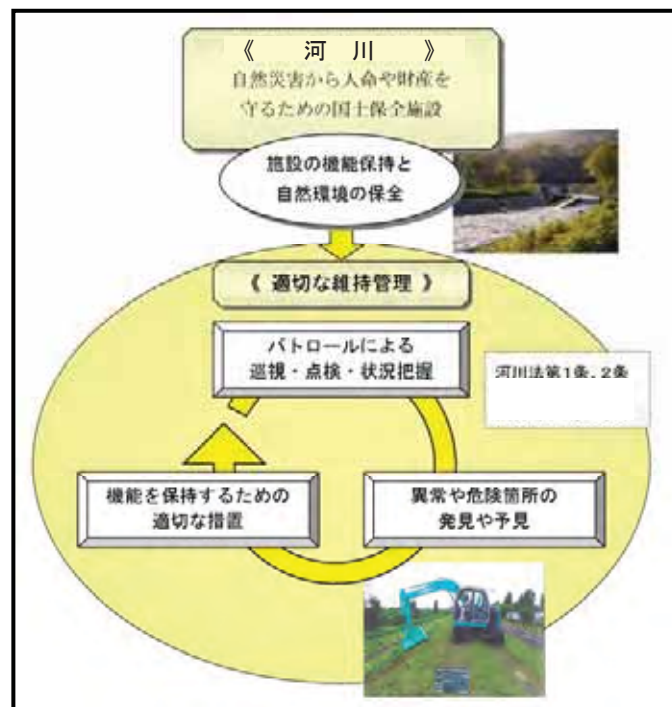 《 河 川 》
自然災害から人命や財産を
守るための国土保全施設
施設の機能保持と
自然環境の保全
《 適切な維持管理 》
パトロールによる
巡視・点検・状況把握
河川法第1条、2条
機能を保持するための
適切な措置
異常や危険箇所の
発見や予見